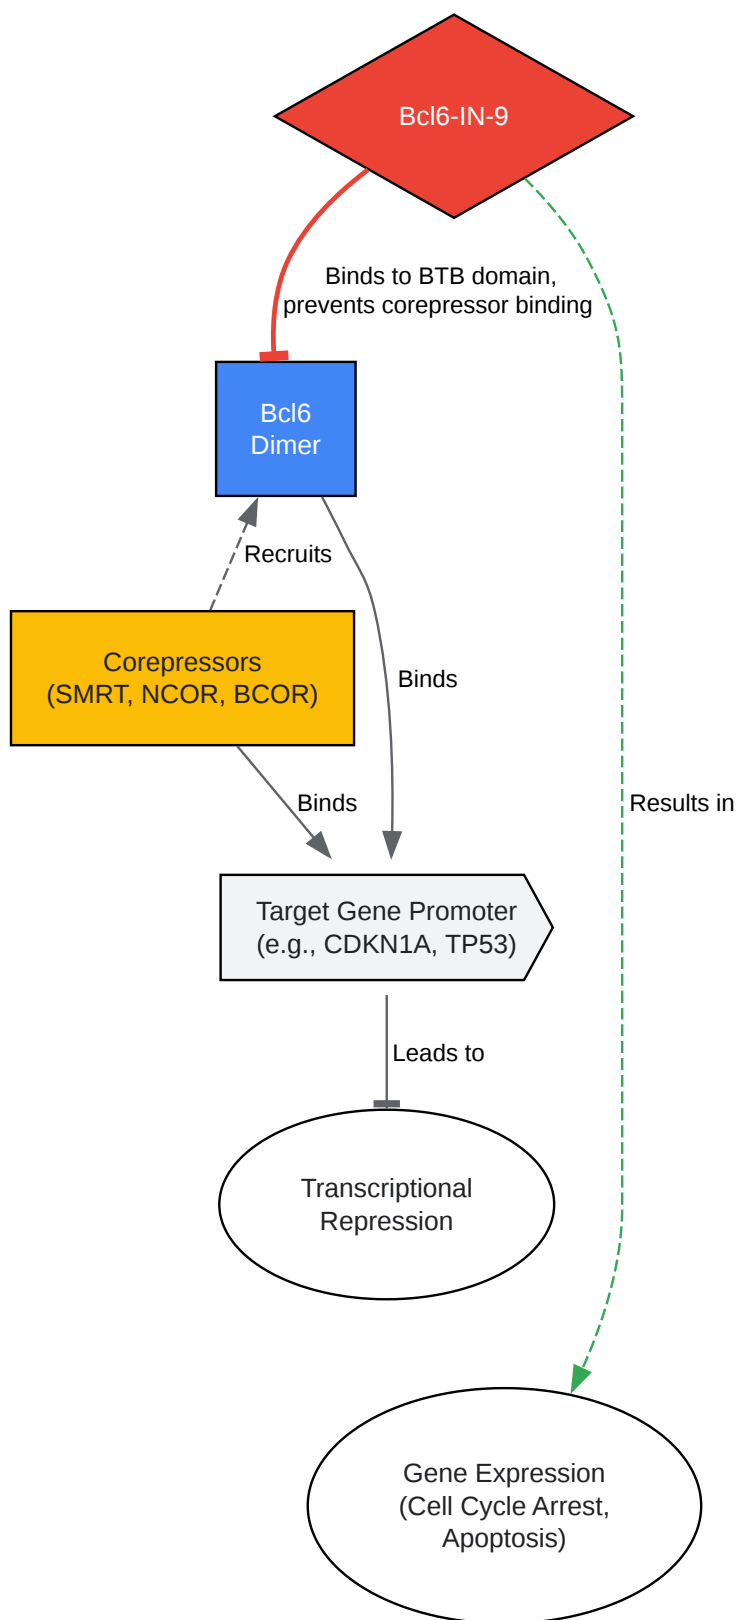 Bcl6-IN-9
Binds to BTB domain,
prevents corepressor binding
Bcl6
Dimer
Recruits
Corepressors
(SMRT, NCOR, BCOR)
Binds
Binds
Results in
Target Gene Promoter
(e.g., CDKN1A, TP53)
Leads to
Transcriptional
Repression
Gene Expression
(Cell Cycle Arrest,
Apoptosis)